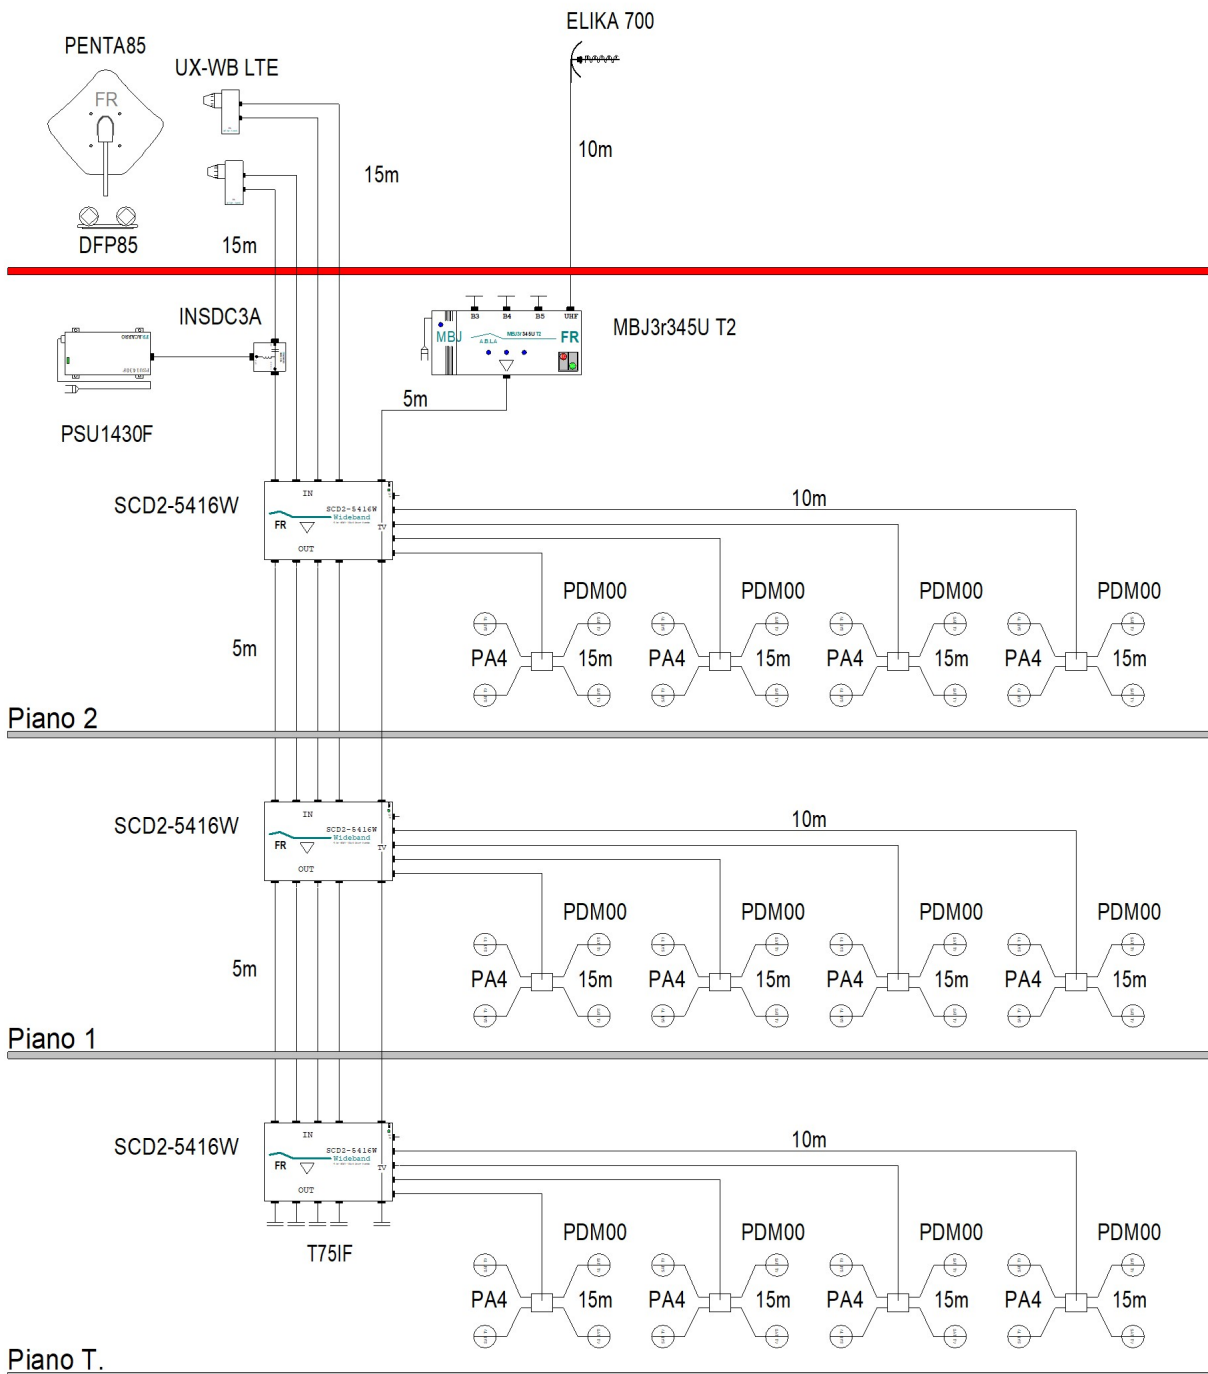 ELIKA 700
PENTA85
UX-WB LTE
FR
10m
15m
DFP85
15m
INSDC3A
B3 B4 B5 UHF
MBJ
MBJ3r345U T2
A.B.L.A
FR
MBJ3r345U T2
5m
PSU1430F
SCD2-5416W
IN
SCD2-5416W
Wideband
FR
TV
OUT
10m
PDM00 PDM00 PDM00 PDM00
5m
PA4 15m PA4 15m PA4 15m PA4 15m
Piano 2
SCD2-5416W
IN
SCD2-5416W
Wideband
FR
TV
OUT
10m
PDM00 PDM00 PDM00 PDM00
5m
PA4 15m PA4 15m PA4 15m PA4 15m
Piano 1
SCD2-5416W
IN
SCD2-5416W
Wideband
FR
TV
OUT
10m
T75IF
PDM00 PDM00 PDM00 PDM00
PA4 15m PA4 15m PA4 15m PA4 15m
Piano T.